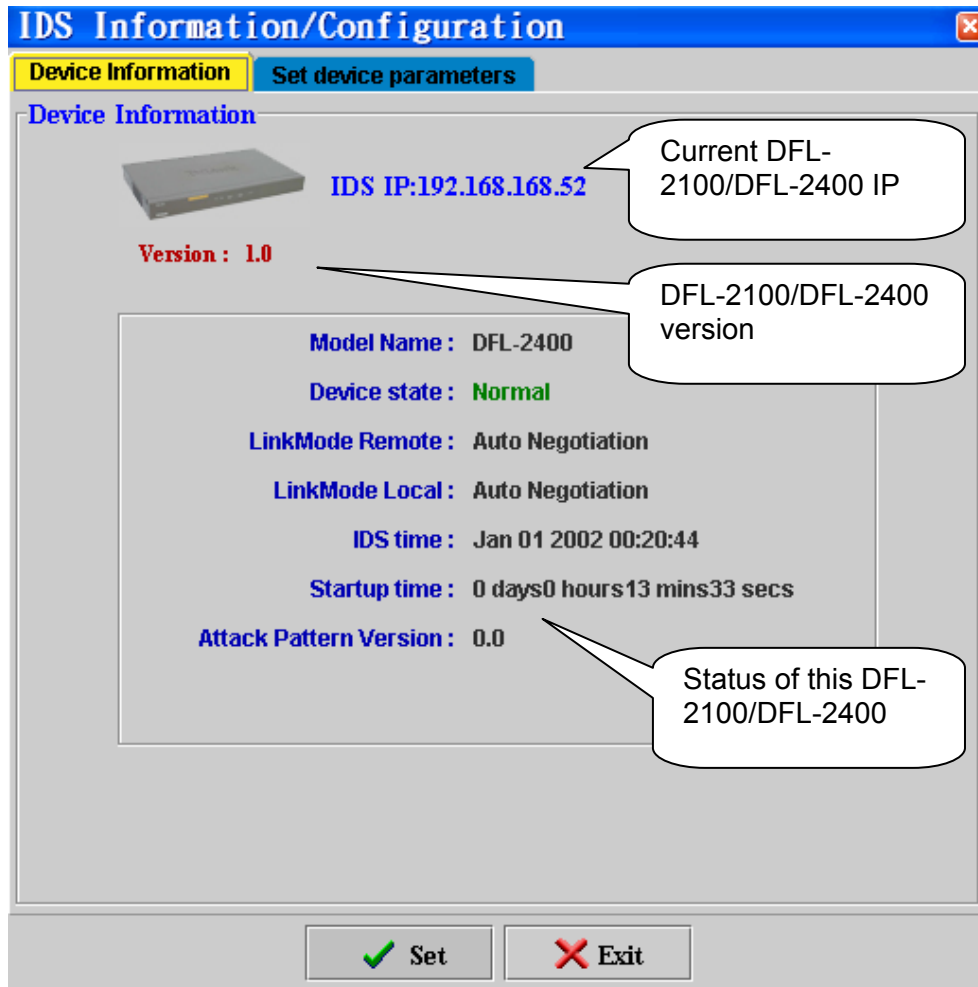 IDS Information/Configuration
Device Information
Set device parameters
Device Information
IDS IP:192.168.168.52
Current DFL-
2100/DFL-2400 IP
Version : 1.0
DFL-2100/DFL-2400
version
Model Name : DFL-2400
Device state : Normal
LinkMode Remote : Auto Negotiation
LinkMode Local : Auto Negotiation
IDS time : Jan 01 2002 00:20:44
Startup time : 0 days0 hours13 mins33 secs
Attack Pattern Version : 0.0
Status of this DFL-
2100/DFL-2400
Set
Exit